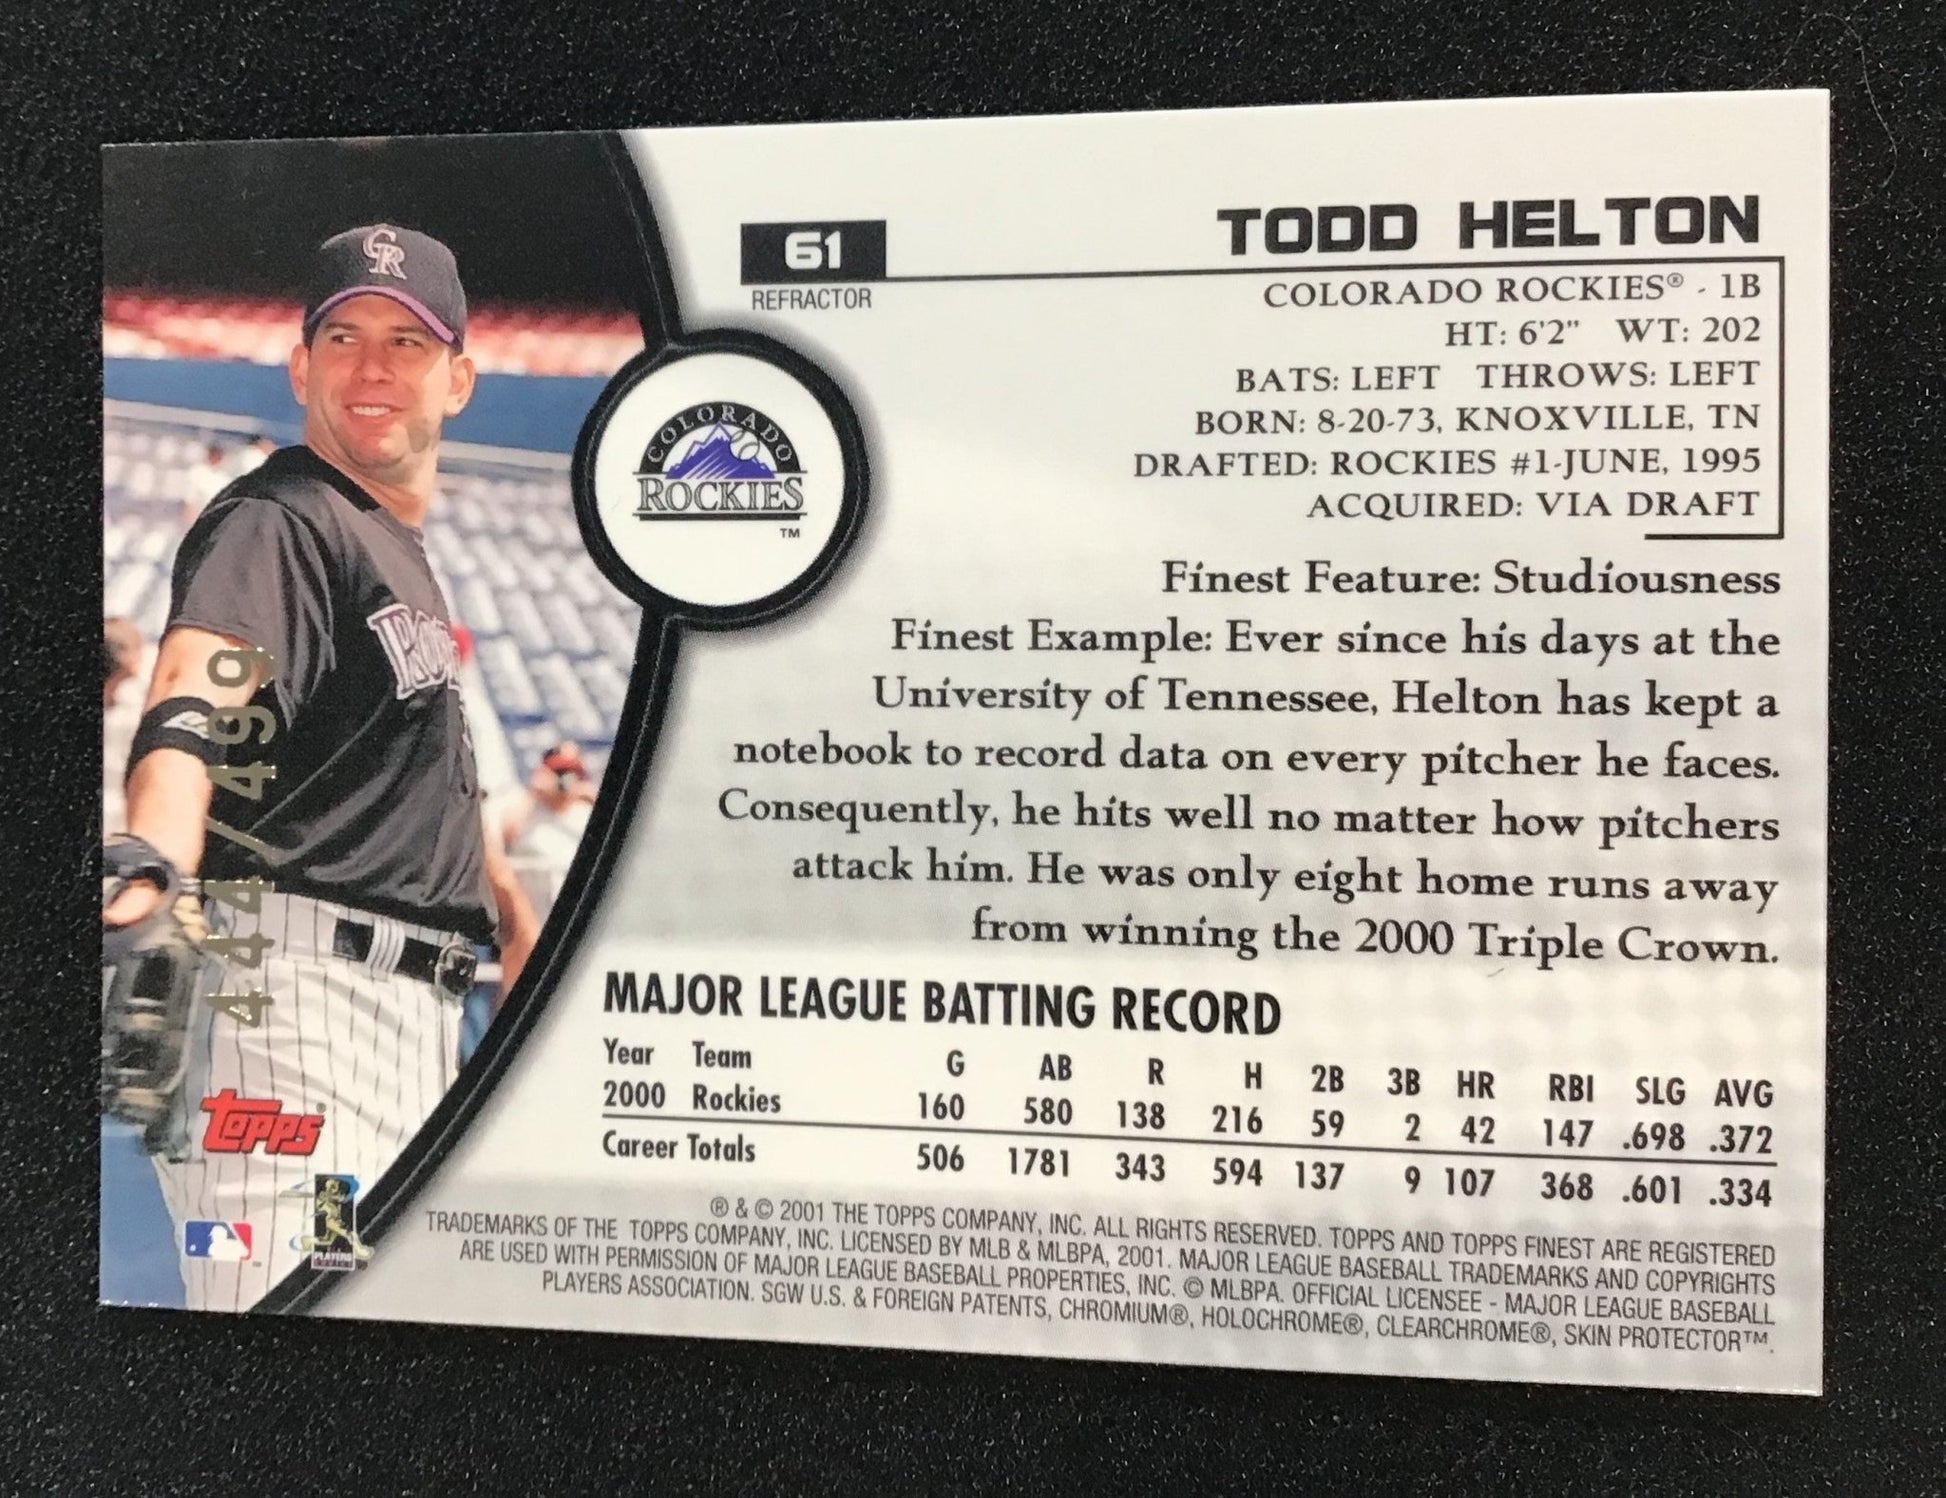 61
REFRACTOR
TODD HELTON
COLORADO ROCKIES® - 1B
HT: 6'2" WT: 202
BATS: LEFT THROWS: LEFT
BORN: 8-20-73, KNOXVILLE, TN
DRAFTED: ROCKIES #1-JUNE, 1995
ACQUIRED: VIA DRAFT
CR
COLORADO
ROCKIES
™
444/499
Finest Feature: Studiousness
Finest Example: Ever since his days at the
University of Tennessee, Helton has kept a
notebook to record data on every pitcher he faces.
Consequently, he hits well no matter how pitchers
attack him. He was only eight home runs away
from winning the 2000 Triple Crown.
MAJOR LEAGUE BATTING RECORD
Year Team G AB R H 2B 3B HR RBI SLG AVG
2000 Rockies 160 580 138 216 59 2 42 147 .698 .372
Career Totals 506 1781 343 594 137 9 107 368 .601 .334
Topps®
PLAYERS
® & © 2001 THE TOPPS COMPANY, INC. ALL RIGHTS RESERVED. TOPPS AND TOPPS FINEST ARE REGISTERED
TRADEMARKS OF THE TOPPS COMPANY, INC. LICENSED BY MLB & MLBPA, 2001. MAJOR LEAGUE BASEBALL TRADEMARKS AND COPYRIGHTS
ARE USED WITH PERMISSION OF MAJOR LEAGUE BASEBALL PROPERTIES, INC. © MLBPA. OFFICIAL LICENSEE - MAJOR LEAGUE BASEBALL
PLAYERS ASSOCIATION. SGW U.S. & FOREIGN PATENTS, CHROMIUM®, HOLOCHROME®, CLEARCHROME®, SKIN PROTECTOR™.